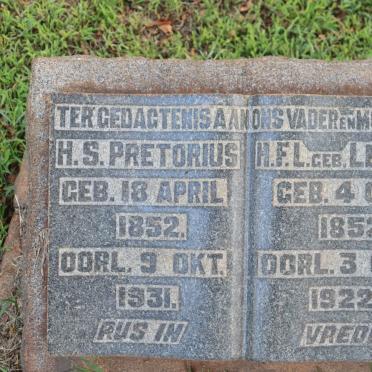 TER GEDACTENIS AAN ONS VADER EN
H.S. PRETORIUS
GEB. 18 APRIL
1852.
OORL. 9 OKT.
1931.
RUS IN
H.F.L. GEB.
GEB. 4
1852
OORL. 3
1922